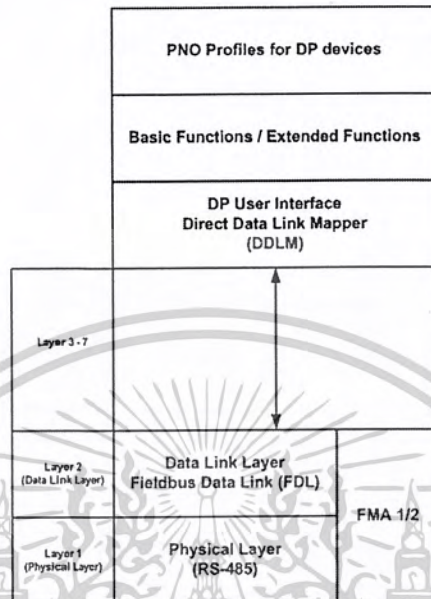 PNO Profiles for DP devices
Basic Functions / Extended Functions
DP User Interface
Direct Data Link Mapper
(DDLM)
Layer 3 - 7
Layer 2
(Data Link Layer)
Data Link Layer
Fieldbus Data Link (FDL)
FMA 1/2
Layer 1
(Physical Layer)
Physical Layer
(RS-485)